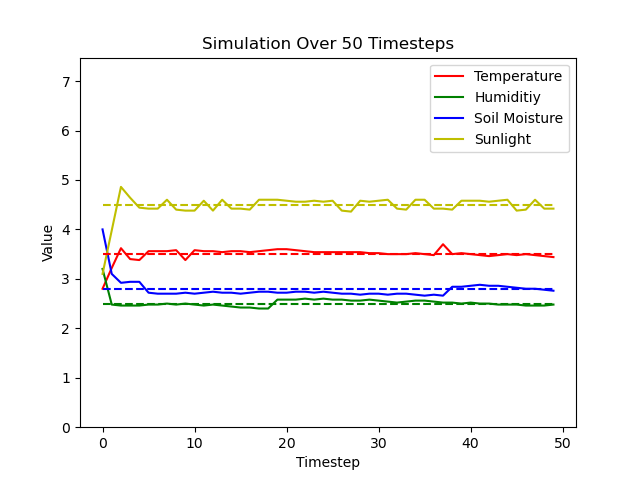 Simulation Over 50 Timesteps
Temperature
Humiditiy
Soil Moisture
Sunlight
Value
7
6
5
4
3
2
1
0
0 10 20 30 40 50
Timestep